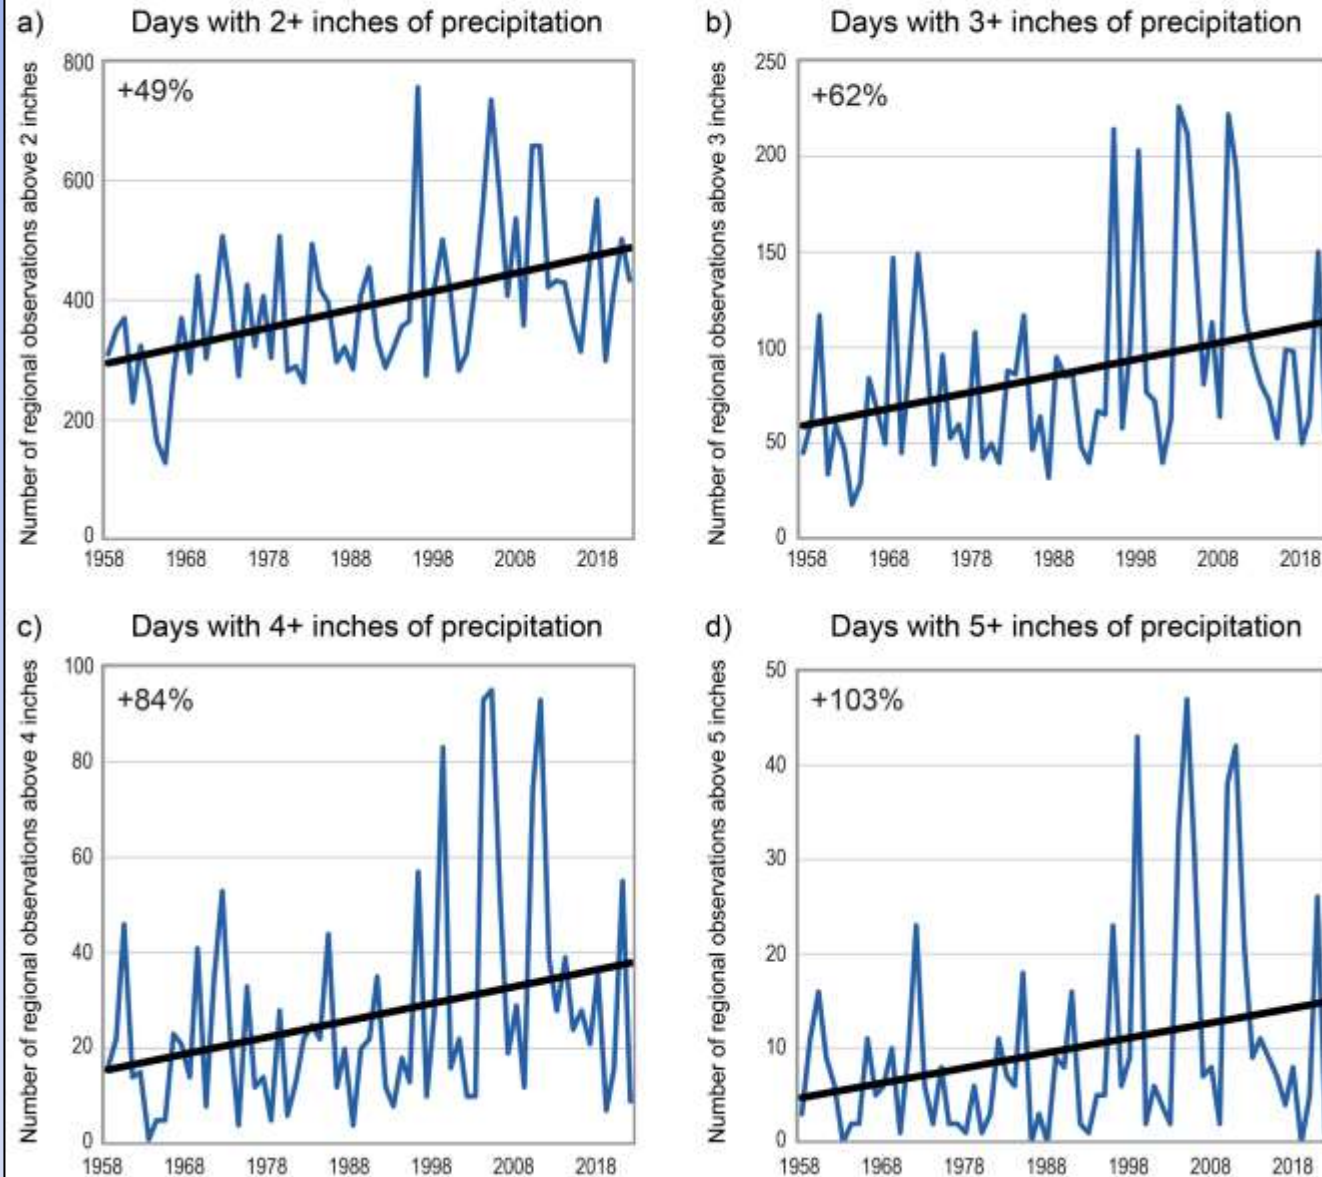 a) Days with 2+ inches of precipitation
Number of regional observations above 2 inches
+49%
800
600
400
200
0
1958 1968 1978 1988 1998 2008 2018
b) Days with 3+ inches of precipitation
Number of regional observations above 3 inches
+62%
250
200
150
100
50
0
1958 1968 1978 1988 1998 2008 2018
c) Days with 4+ inches of precipitation
Number of regional observations above 4 inches
+84%
100
80
60
40
20
0
1958 1968 1978 1988 1998 2008 2018
d) Days with 5+ inches of precipitation
Number of regional observations above 5 inches
+103%
50
40
30
20
10
0
1958 1968 1978 1988 1998 2008 2018